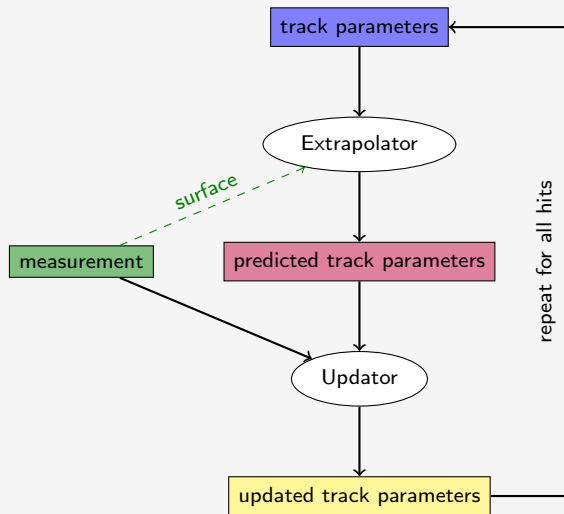 track parameters
Extrapolator
surface
repeat for all hits
measurement
predicted track parameters
Updator
updated track parameters